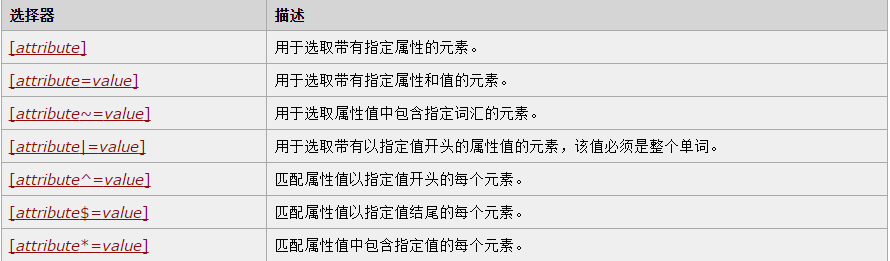 选择器 描述
[attribute] 用于选取带有指定属性的元素。
[attribute=value] 用于选取带有指定属性和值的元素。
[attribute~=value] 用于选取属性值中包含指定词汇的元素。
[attribute|=value] 用于选取带有以指定值开头的属性值的元素，该值必须是整个单词。
[attribute^=value] 匹配属性值以指定值开头的每个元素。
[attribute$=value] 匹配属性值以指定值结尾的每个元素。
[attribute*=value] 匹配属性值中包含指定值的每个元素。